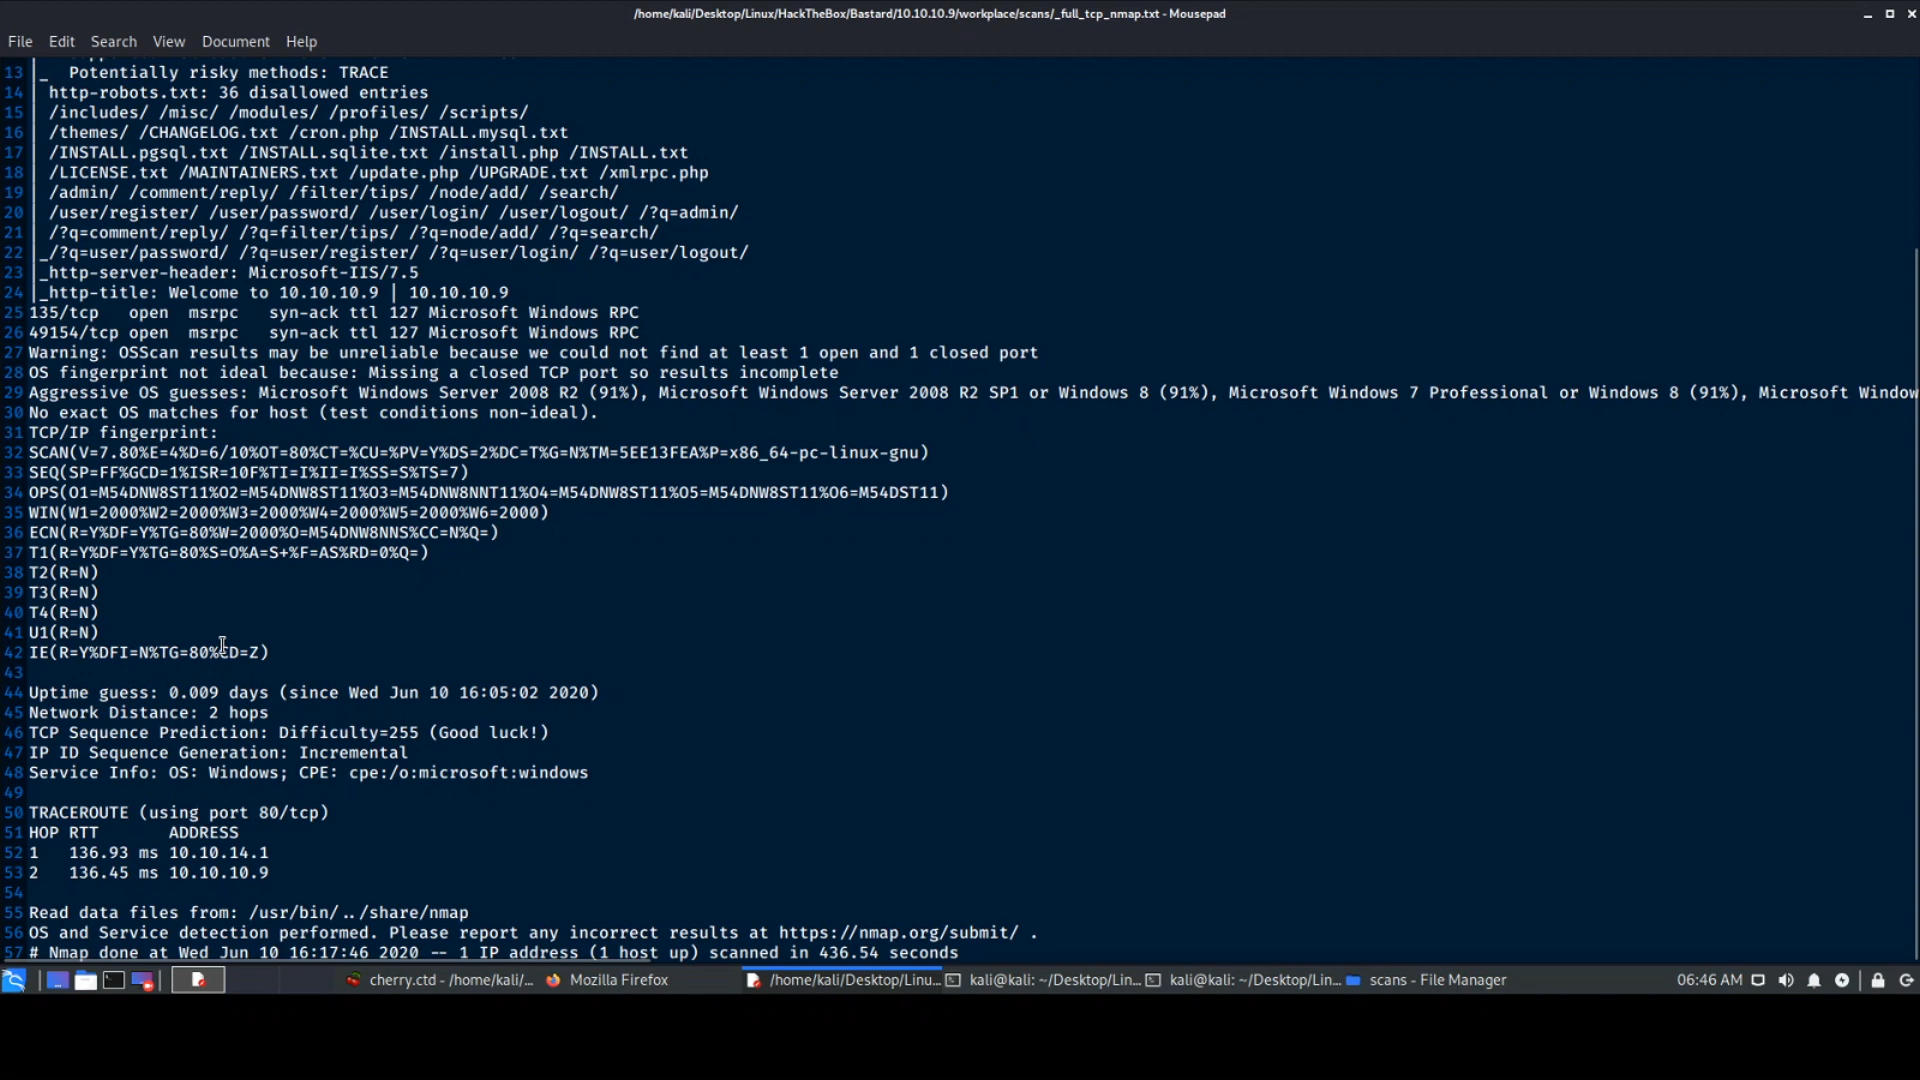 /home/kali/Desktop/Linux/HackTheBox/Bastard/10.10.10.9/workplace/scans/_full_tcp_nmap.txt - Mousepad
File Edit Search View Document Help
13 |_  Potentially risky methods: TRACE
14 | http-robots.txt: 36 disallowed entries
15 | /includes/ /misc/ /modules/ /profiles/ /scripts/
16 | /themes/ /CHANGELOG.txt /cron.php /INSTALL.mysql.txt
17 | /INSTALL.pgsql.txt /INSTALL.sqlite.txt /install.php /INSTALL.txt
18 | /LICENSE.txt /MAINTAINERS.txt /update.php /UPGRADE.txt /xmlrpc.php
19 | /admin/ /comment/reply/ /filter/tips/ /node/add/ /search/
20 | /user/register/ /user/password/ /user/login/ /user/logout/ /?q=admin/
21 | /?q=comment/reply/ /?q=filter/tips/ /?q=node/add/ /?q=search/
22 |_/?q=user/password/ /?q=user/register/ /?q=user/login/ /?q=user/logout/
23 |_http-server-header: Microsoft-IIS/7.5
24 |_http-title: Welcome to 10.10.10.9 | 10.10.10.9
25 135/tcp   open  msrpc   syn-ack ttl 127 Microsoft Windows RPC
26 49154/tcp open  msrpc   syn-ack ttl 127 Microsoft Windows RPC
27 Warning: OSScan results may be unreliable because we could not find at least 1 open and 1 closed port
28 OS fingerprint not ideal because: Missing a closed TCP port so results incomplete
29 Aggressive OS guesses: Microsoft Windows Server 2008 R2 (91%), Microsoft Windows Server 2008 R2 SP1 or Windows 8 (91%), Microsoft Windows 7 Professional or Windows 8 (91%), Microsoft Window
30 No exact OS matches for host (test conditions non-ideal).
31 TCP/IP fingerprint:
32 SCAN(V=7.80%E=4%D=6/10%OT=80%CT=%CU=%PV=Y%DS=2%DC=T%G=N%TM=5EE13FEA%P=x86_64-pc-linux-gnu)
33 SEQ(SP=FF%GCD=1%ISR=10F%TI=I%II=I%SS=S%TS=7)
34 OPS(O1=M54DNW8ST11%O2=M54DNW8ST11%O3=M54DNW8NNT11%O4=M54DNW8ST11%O5=M54DNW8ST11%O6=M54DST11)
35 WIN(W1=2000%W2=2000%W3=2000%W4=2000%W5=2000%W6=2000)
36 ECN(R=Y%DF=Y%TG=80%W=2000%O=M54DNW8NNS%CC=N%Q=)
37 T1(R=Y%DF=Y%TG=80%S=O%A=S+%F=AS%RD=0%Q=)
38 T2(R=N)
39 T3(R=N)
40 T4(R=N)
41 U1(R=N)
42 IE(R=Y%DFI=N%TG=80%CD=Z)
43
44 Uptime guess: 0.009 days (since Wed Jun 10 16:05:02 2020)
45 Network Distance: 2 hops
46 TCP Sequence Prediction: Difficulty=255 (Good luck!)
47 IP ID Sequence Generation: Incremental
48 Service Info: OS: Windows; CPE: cpe:/o:microsoft:windows
49
50 TRACEROUTE (using port 80/tcp)
51 HOP RTT       ADDRESS
52 1   136.93 ms 10.10.14.1
53 2   136.45 ms 10.10.10.9
54
55 Read data files from: /usr/bin/../share/nmap
56 OS and Service detection performed. Please report any incorrect results at https://nmap.org/submit/ .
57 # Nmap done at Wed Jun 10 16:17:46 2020 -- 1 IP address (1 host up) scanned in 436.54 seconds
cherry.ctd - /home/kali/... Mozilla Firefox /home/kali/Desktop/Linu... kali@kali: ~/Desktop/Lin... kali@kali: ~/Desktop/Lin... scans - File Manager 06:46 AM